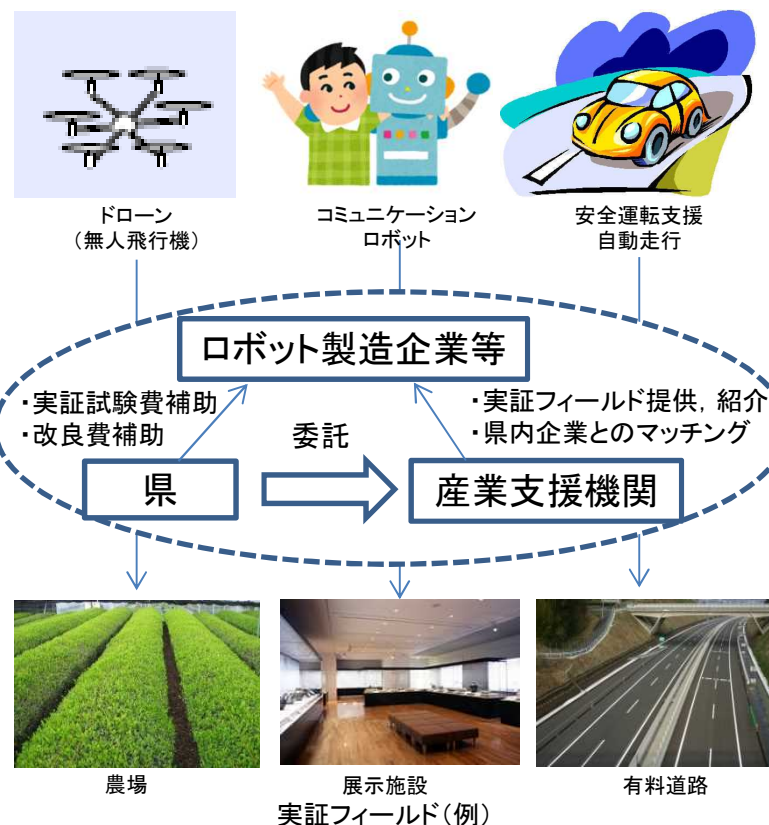 ドローン
（無人飛行機）
コミュニケーション
ロボット
安全運転支援
自動走行
ロボット製造企業等
・実証試験費補助
・改良費補助
・実証フィールド提供，紹介
・県内企業とのマッチング
委託
県
産業支援機関
農場
展示施設
有料道路
実証フィールド（例）